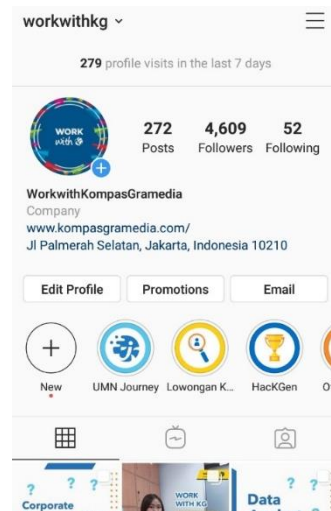 workwithkg
279 profile visits in the last 7 days
WORK
with
272 4,609 52
Posts Followers Following
WorkwithKompasGramedia
Company
www.kompasgramedia.com/
Jl Palmerah Selatan, Jakarta, Indonesia 10210
Edit Profile Promotions Email
New UMN Journey Lowongan K... HacKGen
? ? ?
Corporate
WORK
WITH KG
? ?
Data